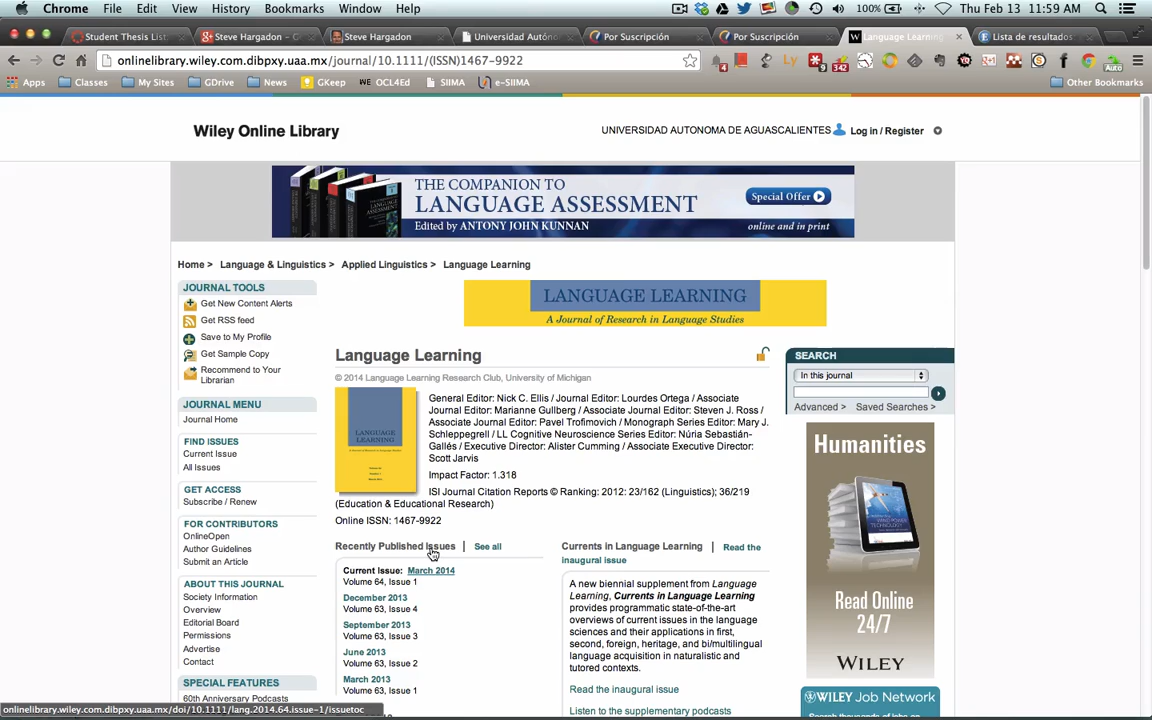 Chrome File Edit View History Bookmarks Window Help 100% Thu Feb 13 11:59 AM
Student Thesis List Steve Hargadon – G Steve Hargadon Universidad Autónom Por Suscripción Por Suscripción Language Learning Lista de resultados
onlinelibrary.wiley.com.dibpxy.uaa.mx/journal/10.1111/(ISSN)1467-9922
Apps Classes My Sites GDrive News GKeep OCL4Ed SIIMA e-SIIMA Other Bookmarks
Wiley Online Library
UNIVERSIDAD AUTONOMA DE AGUASCALIENTES Log in / Register
THE COMPANION TO
LANGUAGE ASSESSMENT
Edited by ANTONY JOHN KUNNAN
Special Offer
online and in print
Home > Language & Linguistics > Applied Linguistics > Language Learning
JOURNAL TOOLS
Get New Content Alerts
Get RSS feed
Save to My Profile
Get Sample Copy
Recommend to Your
Librarian
JOURNAL MENU
Journal Home
FIND ISSUES
Current Issue
All Issues
GET ACCESS
Subscribe / Renew
FOR CONTRIBUTORS
OnlineOpen
Author Guidelines
Submit an Article
ABOUT THIS JOURNAL
Society Information
Overview
Editorial Board
Permissions
Advertise
Contact
SPECIAL FEATURES
60th Anniversary Podcasts
LANGUAGE LEARNING
A Journal of Research in Language Studies
Language Learning
© 2014 Language Learning Research Club, University of Michigan
LANGUAGE
LEARNING
General Editor: Nick C. Ellis / Journal Editor: Lourdes Ortega / Associate
Journal Editor: Marianne Gullberg / Associate Journal Editor: Steven J. Ross /
Associate Journal Editor: Pavel Trofimovich / Monograph Series Editor: Mary J.
Schleppegrell / LL Cognitive Neuroscience Series Editor: Núria Sebastián-
Gallés / Executive Director: Alister Cumming / Associate Executive Director:
Scott Jarvis
Impact Factor: 1.318
ISI Journal Citation Reports © Ranking: 2012: 23/162 (Linguistics); 36/219
(Education & Educational Research)
Online ISSN: 1467-9922
Recently Published Issues | See all
Current Issue: March 2014
Volume 64, Issue 1
December 2013
Volume 63, Issue 4
September 2013
Volume 63, Issue 3
June 2013
Volume 63, Issue 2
March 2013
Volume 63, Issue 1
Currents in Language Learning | Read the
inaugural issue
A new biennial supplement from Language
Learning, Currents in Language Learning
provides programmatic state-of-the-art
overviews of current issues in the language
sciences and their applications in first,
second, foreign, heritage, and bi/multilingual
language acquisition in naturalistic and
tutored contexts.
Read the inaugural issue
Listen to the supplementary podcasts
SEARCH
In this journal
Advanced > Saved Searches >
Humanities
Read Online
24/7
WILEY
WILEY Job Network
onlinelibrary.wiley.com.dibpxy.uaa.mx/doi/10.1111/lang.2014.64.issue-1/issuetoc